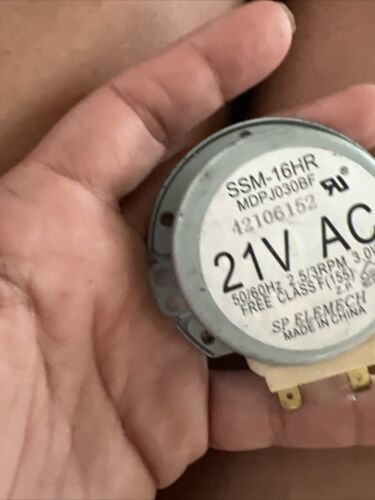 SSM-16HR
MDPJ030BF
42106152
21V AC
50/60Hz 2.5/3RPM 3.0W
FREE CLASS F(155)
Z.P.
SP ELEMECH
MADE IN CHINA